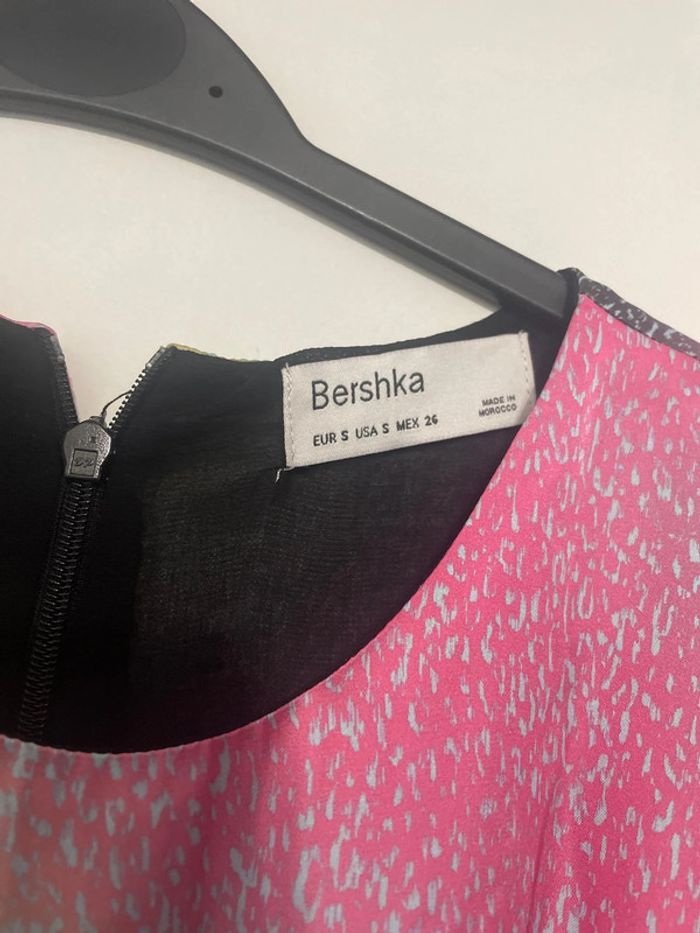 Bershka
EUR S USA S MEX 26
MADE IN
MOROCCO